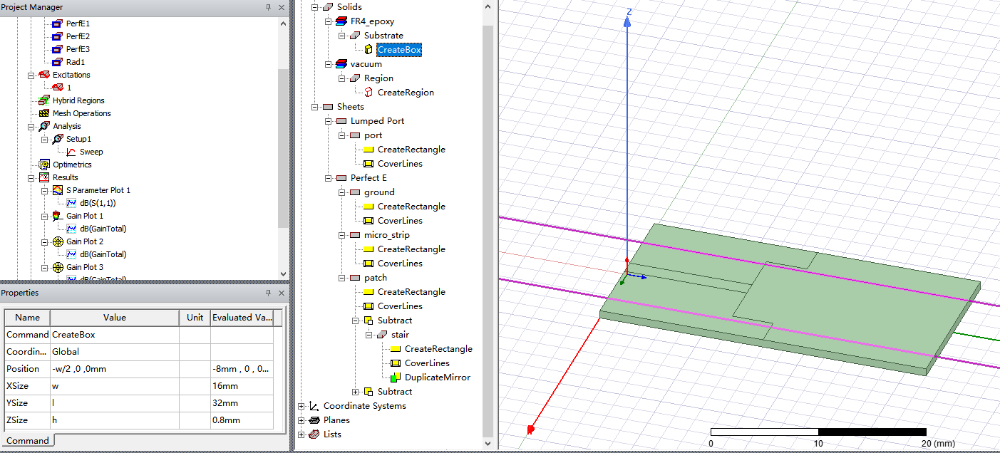 Project Manager
PerfE1
PerfE2
PerfE3
Rad1
Excitations
1
Hybrid Regions
Mesh Operations
Analysis
Setup1
Sweep
Optimetrics
Results
S Parameter Plot 1
dB(S(1,1))
Gain Plot 1
dB(GainTotal)
Gain Plot 2
dB(GainTotal)
Gain Plot 3
dB(GainTotal)
Properties
Name Value Unit Evaluated Va...
Command CreateBox
Coordin... Global
Position -w/2 ,0 ,0mm -8mm , 0 , 0...
XSize w 16mm
YSize l 32mm
ZSize h 0.8mm
Command
Solids
FR4_epoxy
Substrate
CreateBox
vacuum
Region
CreateRegion
Sheets
Lumped Port
port
CreateRectangle
CoverLines
Perfect E
ground
CreateRectangle
CoverLines
micro_strip
CreateRectangle
CoverLines
patch
CreateRectangle
CoverLines
Subtract
stair
CreateRectangle
CoverLines
DuplicateMirror
Subtract
Coordinate Systems
Planes
Lists
Z
0 10 20 (mm)